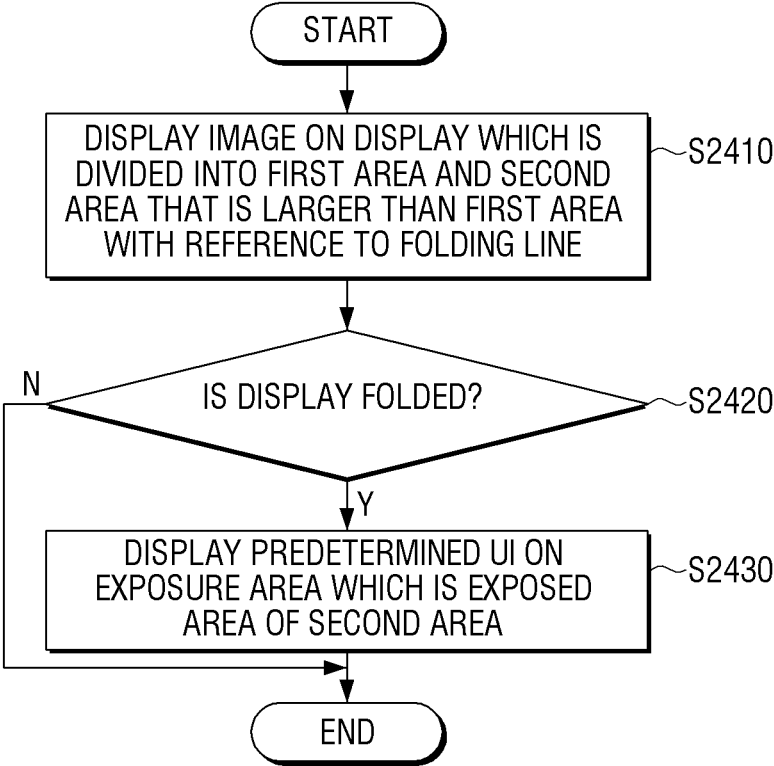 START
DISPLAY IMAGE ON DISPLAY WHICH IS
DIVIDED INTO FIRST AREA AND SECOND
AREA THAT IS LARGER THAN FIRST AREA
WITH REFERENCE TO FOLDING LINE
S2410
IS DISPLAY FOLDED?
N
S2420
Y
DISPLAY PREDETERMINED UI ON
EXPOSURE AREA WHICH IS EXPOSED
AREA OF SECOND AREA
S2430
END